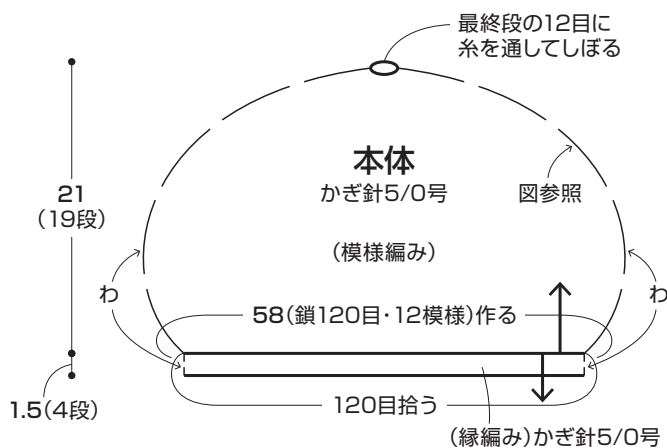 最終段の12目に
糸を通してしぼる
本体
かぎ針5/0号
図参照
21
(19段)
(模様編み)
わ
わ
58(鎖120目・12模様)作る
1.5(4段)
120目拾う
(縁編み)かぎ針5/0号